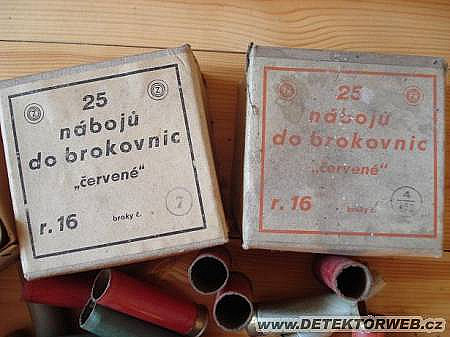 Z Z
25
nábojů
do brokovnic
„červené“
7
r. 16 broky č.
Z Z
25
nábojů
do brokovnic
„červené“
4
r. 16 broky č.
WWW.DETEKTORWEB.CZ